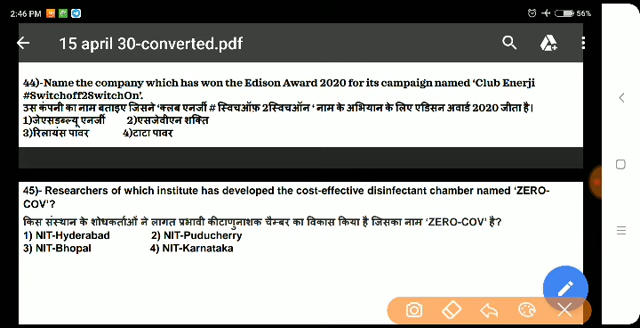 2:46 PM
56%
15 april 30-converted.pdf
44)-Name the company which has won the Edison Award 2020 for its campaign named ‘Club Enerji
#Switchoff2SwitchOn’.
उस कंपनी का नाम बताइए जिसने ‘क्लब एनर्जी # स्विचऑफ़ 2स्विचऑन ‘ नाम के अभियान के लिए एडिसन अवार्ड 2020 जीता है।
1)जेएसडब्ल्यू एनर्जी 2)एसजेवीएन शक्ति
3)रिलायंस पावर 4)टाटा पावर
45)- Researchers of which institute has developed the cost-effective disinfectant chamber named ‘ZERO-
COV’?
किस संस्थान के शोधकर्ताओं ने लागत प्रभावी कीटाणुनाशक चैम्बर का विकास किया है जिसका नाम ‘ZERO-COV’ है?
1) NIT-Hyderabad 2) NIT-Puducherry
3) NIT-Bhopal 4) NIT-Karnataka